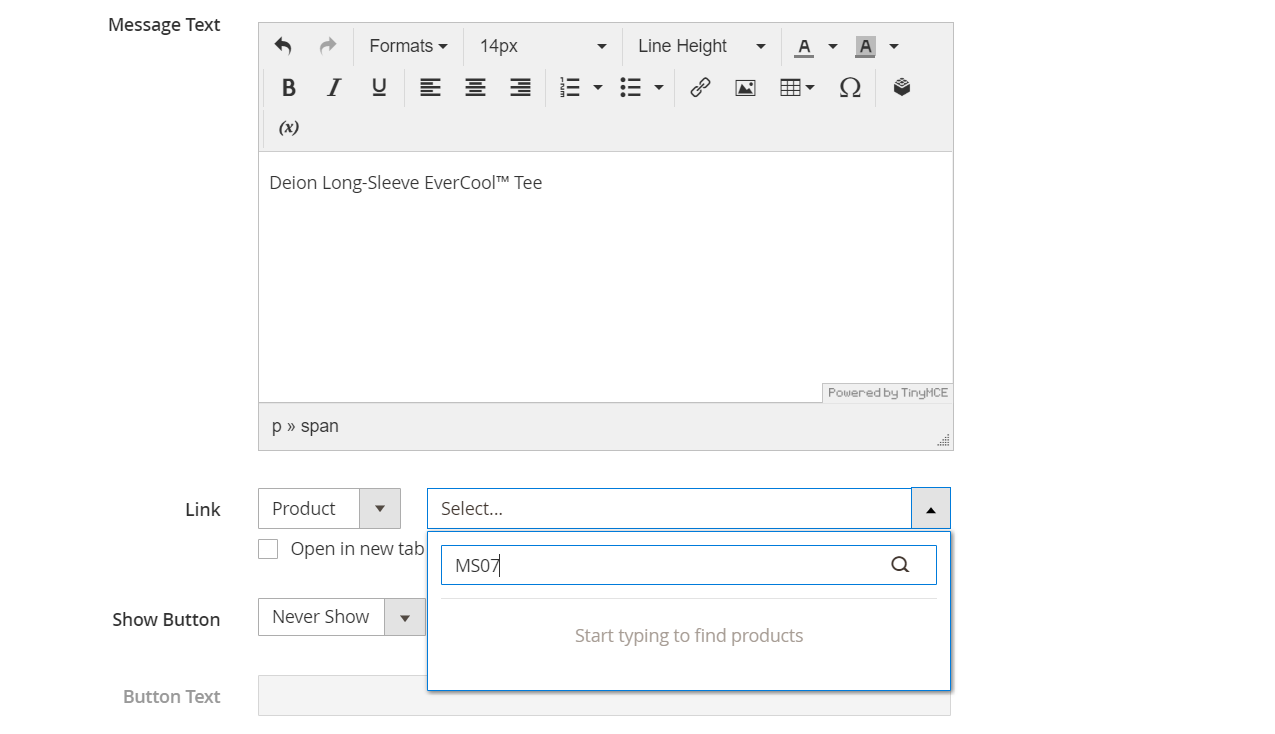 Message Text
Formats 14px Line Height A A
B I U
(x)
Deion Long-Sleeve EverCool™ Tee
Powered by TinyMCE
p » span
Link Product Select...
Open in new tab
MS07
Show Button Never Show
Start typing to find products
Button Text